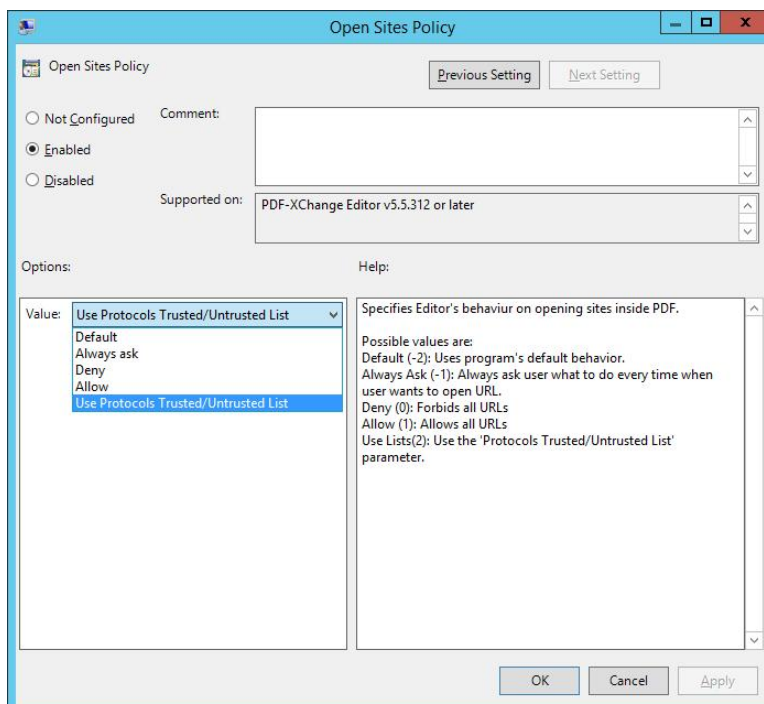 Open Sites Policy
Open Sites Policy
Previous Setting
Next Setting
Not Configured
Comment:
Enabled
Disabled
Supported on:
PDF-XChange Editor v5.5.312 or later
Options:
Help:
Value:
Use Protocols Trusted/Untrusted List
Default
Always ask
Deny
Allow
Use Protocols Trusted/Untrusted List
Specifies Editor's behaviur on opening sites inside PDF.
Possible values are:
Default (-2): Uses program's default behavior.
Always Ask (-1): Always ask user what to do every time when
user wants to open URL.
Deny (0): Forbids all URLs
Allow (1): Allows all URLs
Use Lists(2): Use the 'Protocols Trusted/Untrusted List'
parameter.
OK
Cancel
Apply